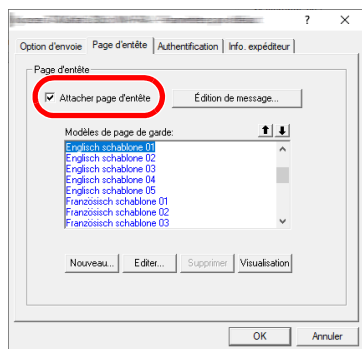 ?
Option d'envoie
Page d'entête
Authentification
Info. expéditeur
Page d'entête
Attacher page d'entête
Édition de message...
Modèles de page de garde:
Englisch schablone 01
Englisch schablone 02
Englisch schablone 03
Englisch schablone 04
Englisch schablone 05
Französisch schablone 01
Französisch schablone 02
Französisch schablone 03
Nouveau...
Editer...
Supprimer
Visualisation
OK
Annuler